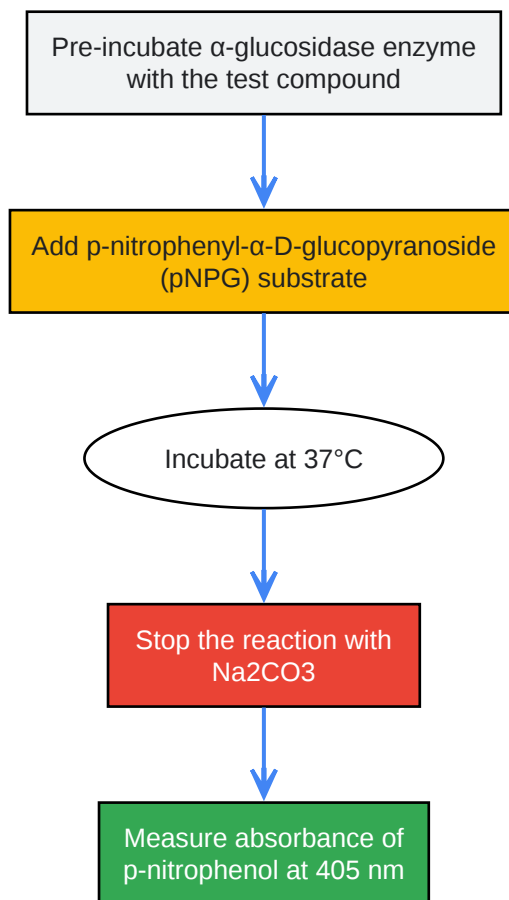 Pre-incubate α-glucosidase enzyme
with the test compound
Add p-nitrophenyl-α-D-glucopyranoside
(pNPG) substrate
Incubate at 37°C
Stop the reaction with
Na2CO3
Measure absorbance of
p-nitrophenol at 405 nm